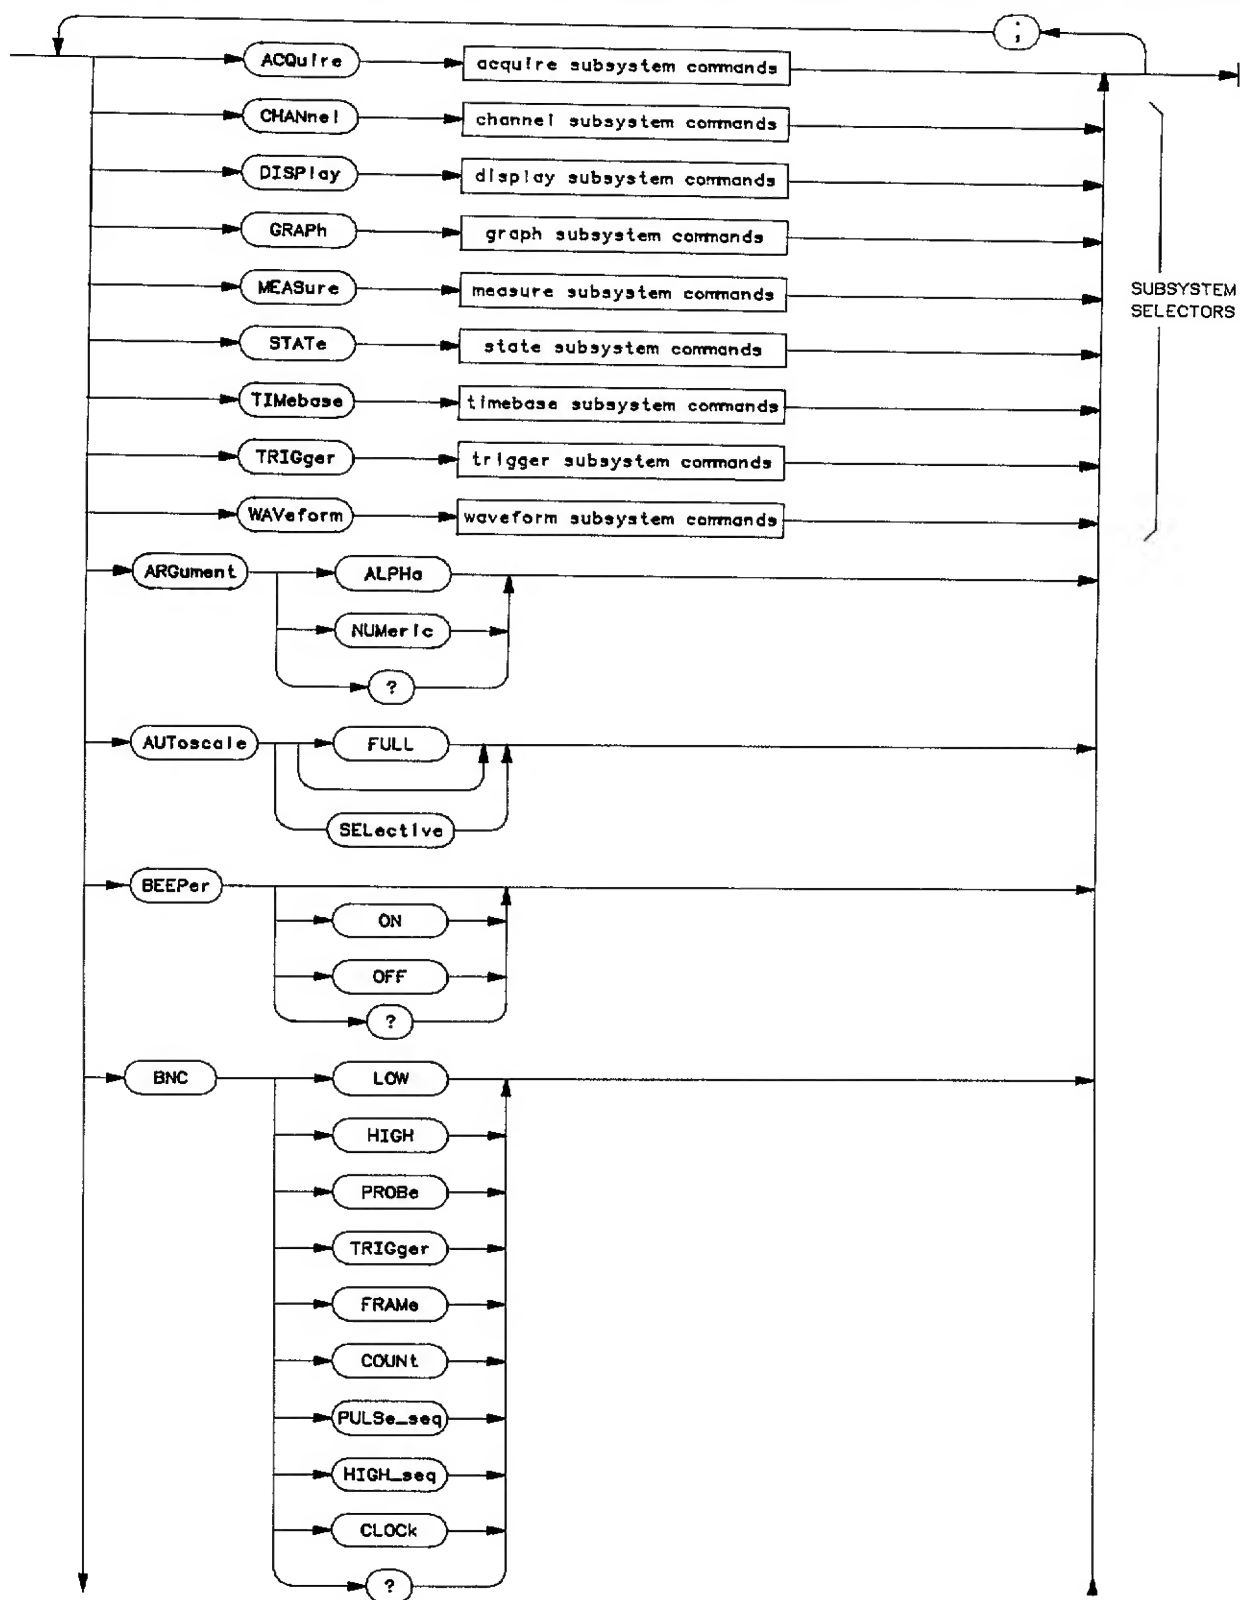 ;
ACQuire acquire subsystem commands
CHANnel channel subsystem commands
DISPlay display subsystem commands
GRAPh graph subsystem commands
MEASure measure subsystem commands
SUBSYSTEM
SELECTORS
STATe state subsystem commands
TIMebase timebase subsystem commands
TRIGger trigger subsystem commands
WAVeform waveform subsystem commands
ARGument ALPHa
NUMeric
?
AUToscale FULL
SELective
BEEPer
ON
OFF
?
BNC LOW
HIGH
PROBe
TRIGger
FRAMe
COUNt
PULSe_seq
HIGH_seq
CLOCk
?